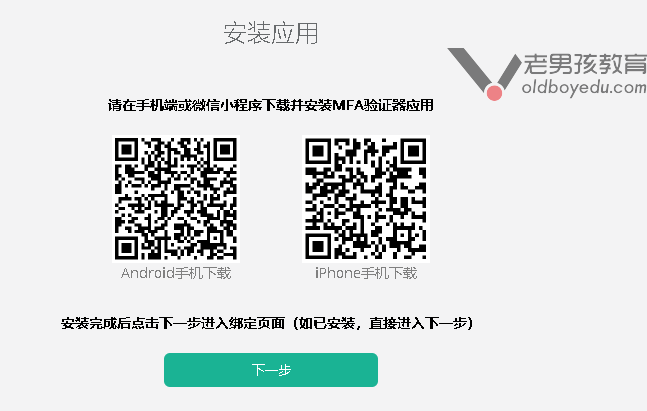 安装应用
老男孩教育
oldboyedu.com
请在手机端或微信小程序下载并安装MFA验证器应用
Android手机下载
iPhone手机下载
安装完成后点击下一步进入绑定页面（如已安装，直接进入下一步）
下一步